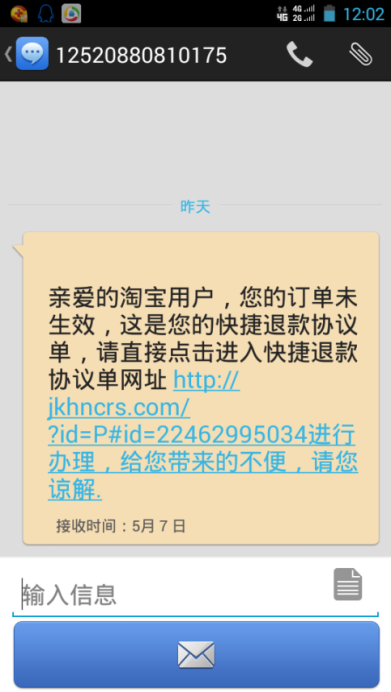 4G 4G 2G 12:02
12520880810175
昨天
亲爱的淘宝用户，您的订单未
生效，这是您的快捷退款协议
单，请直接点击进入快捷退款
协议单网址 http://
jkhncrs.com/
?id=P#id=22462995034进行
办理，给您带来的不便，请您
谅解.
接收时间：5月 7 日
输入信息